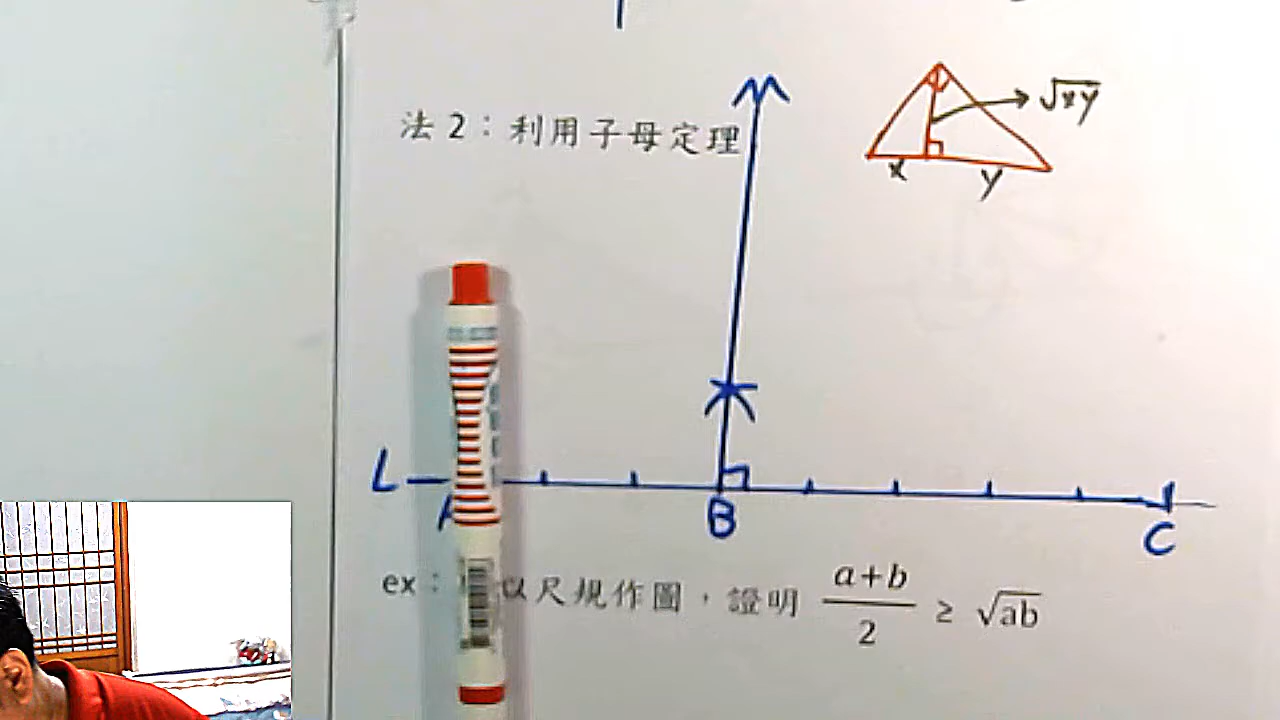 法 2：利用子母定理
√xy
x y
L A B C
ex： 以尺規作圖，證明 a+b/2 ≥ √ab